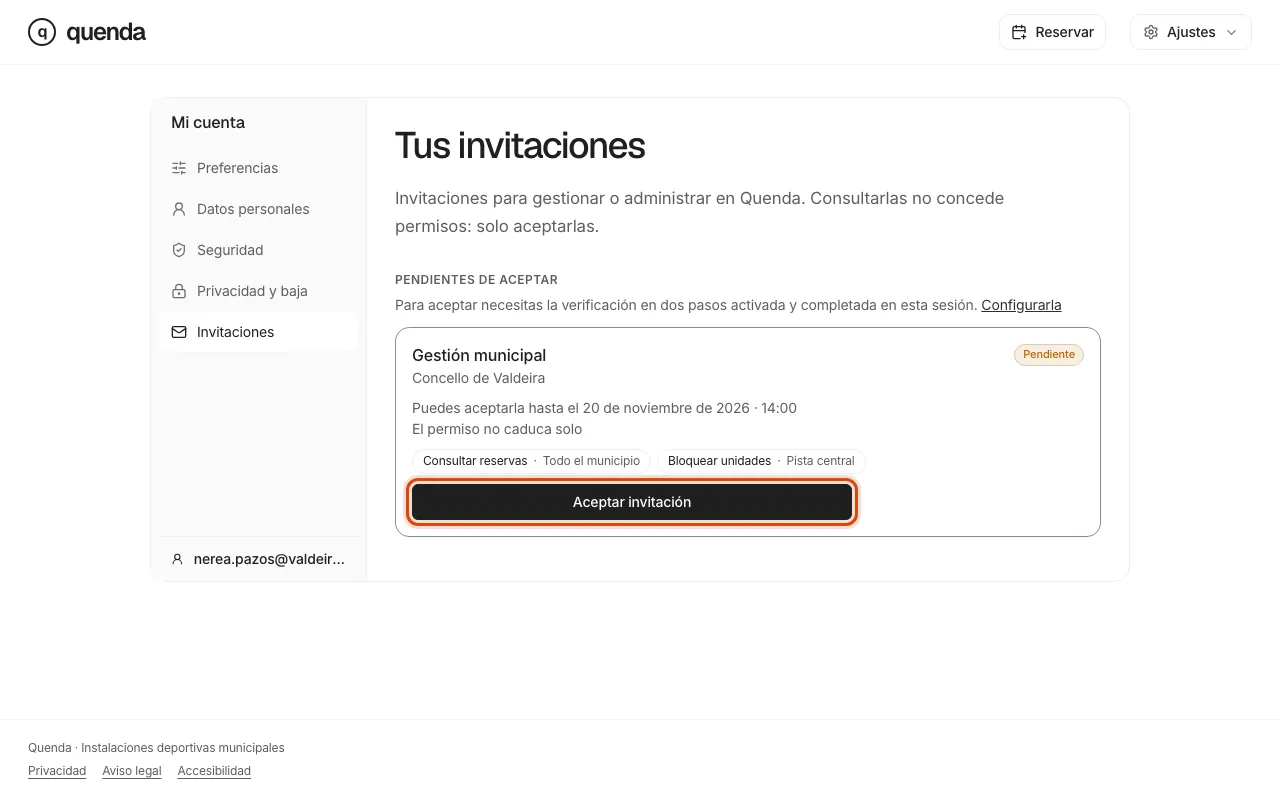 q quenda
Reservar
Ajustes
Mi cuenta
Preferencias
Datos personales
Seguridad
Privacidad y baja
Invitaciones
nerea.pazos@valdeir...
Tus invitaciones
Invitaciones para gestionar o administrar en Quenda. Consultarlas no concede
permisos: solo aceptarlas.
PENDIENTES DE ACEPTAR
Para aceptar necesitas la verificación en dos pasos activada y completada en esta sesión. Configurarla
Gestión municipal
Pendiente
Concello de Valdeira
Puedes aceptarla hasta el 20 de noviembre de 2026 · 14:00
El permiso no caduca solo
Consultar reservas · Todo el municipio
Bloquear unidades · Pista central
Aceptar invitación
Quenda · Instalaciones deportivas municipales
Privacidad Aviso legal Accesibilidad